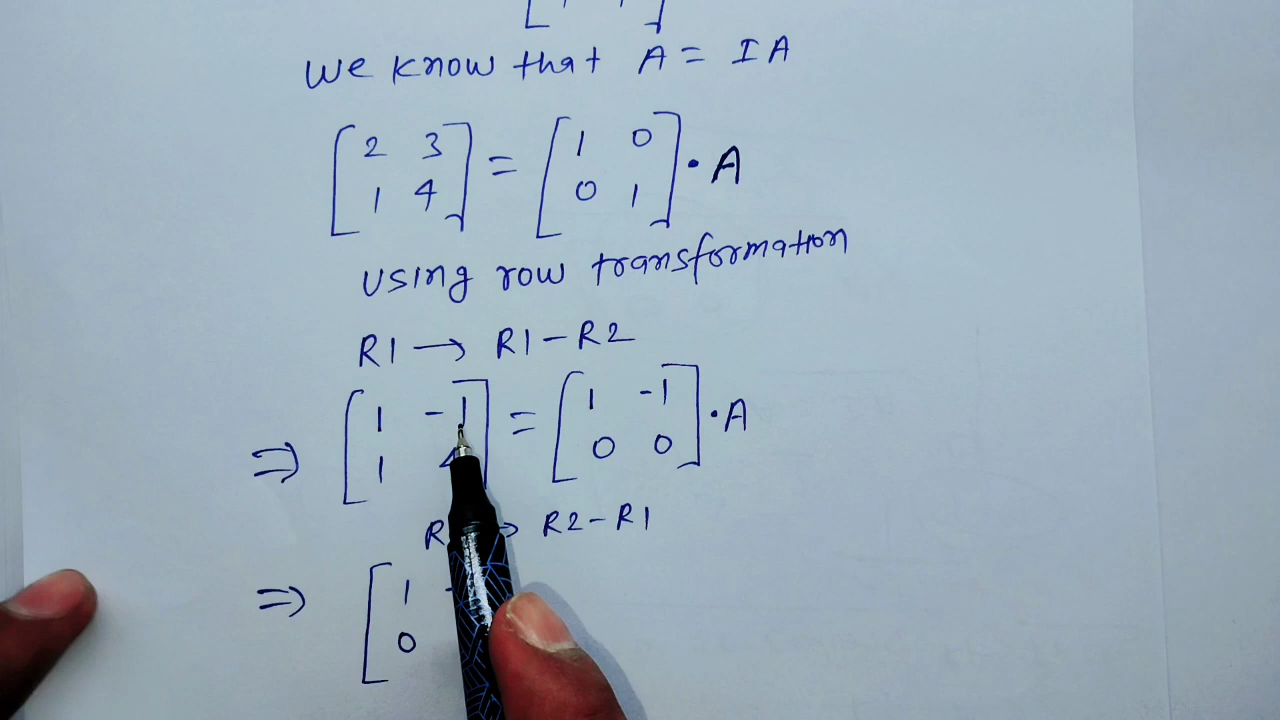 We know that A = IA
[2 3
1 4] = [1 0
0 1] · A
Using row transformation
R1 → R1 - R2
⇒ [1 -1
1 4] = [1 -1
0 0] · A
R → R2 - R1
⇒ [1 -
0